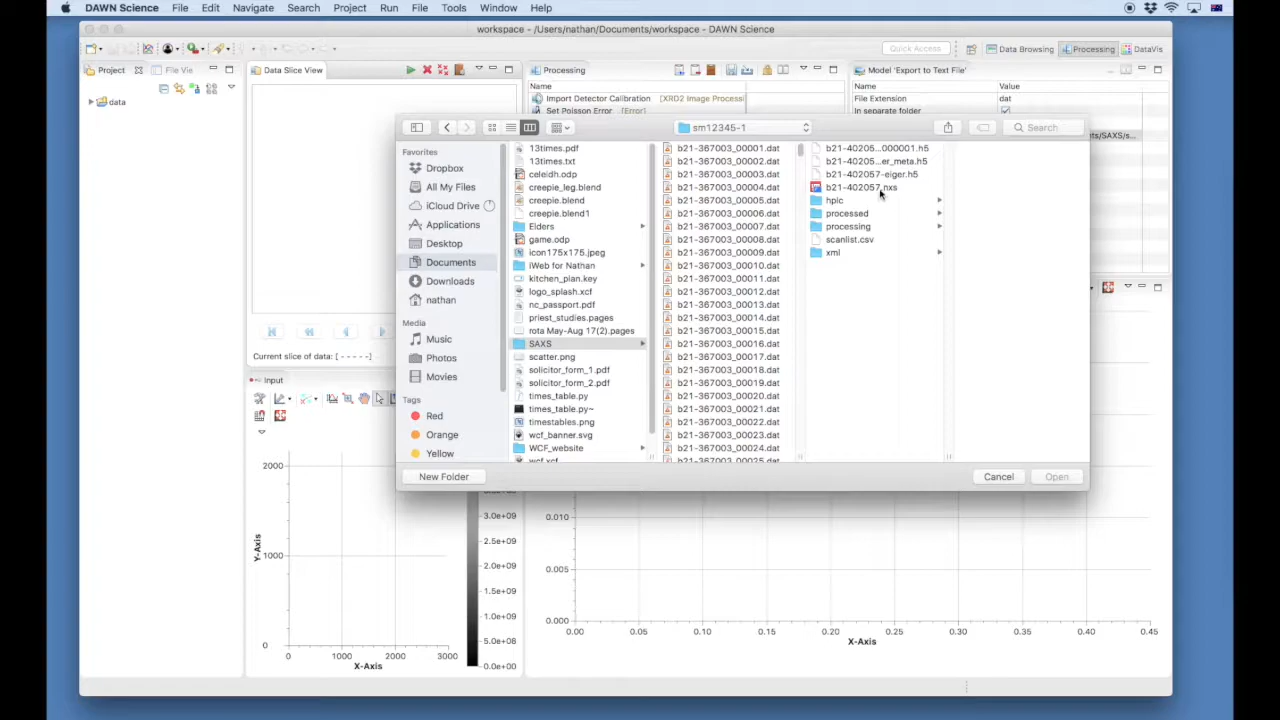 DAWN Science File Edit Navigate Search Project Run File Tools Window Help
workspace - /Users/nathan/Documents/workspace - DAWN Science
Quick Access
Data Browsing
Processing
DataVis
Project
File Vie
Data Slice View
Processing
Model 'Export to Text File'
data
Name
Import Detector Calibration [XRD2 Image Processi
Set Poisson Error [Error]
Name Value
File Extension dat
In separate folder
nts/SAXS/s...
sm12345-1
Search
Favorites
Dropbox
All My Files
iCloud Drive
Applications
Desktop
Documents
Downloads
nathan
Media
Music
Photos
Movies
Tags
Red
Orange
Yellow
13times.pdf
13times.txt
celeidh.odp
creepie_leg.blend
creepie.blend
creepie.blend1
Elders
game.odp
icon175x175.jpeg
iWeb for Nathan
kitchen_plan.key
logo_splash.xcf
nc_passport.pdf
priest_studies.pages
rota May-Aug 17(2).pages
SAXS
scatter.png
solicitor_form_1.pdf
solicitor_form_2.pdf
times_table.py
times_table.py~
timestables.png
wcf_banner.svg
WCF_website
wcf.xcf
b21-367003_00001.dat
b21-367003_00002.dat
b21-367003_00003.dat
b21-367003_00004.dat
b21-367003_00005.dat
b21-367003_00006.dat
b21-367003_00007.dat
b21-367003_00008.dat
b21-367003_00009.dat
b21-367003_00010.dat
b21-367003_00011.dat
b21-367003_00012.dat
b21-367003_00013.dat
b21-367003_00014.dat
b21-367003_00015.dat
b21-367003_00016.dat
b21-367003_00017.dat
b21-367003_00018.dat
b21-367003_00019.dat
b21-367003_00020.dat
b21-367003_00021.dat
b21-367003_00022.dat
b21-367003_00023.dat
b21-367003_00024.dat
b21-367003_00025.dat
b21-40205...000001.h5
b21-40205...er_meta.h5
b21-402057-eiger.h5
b21-402057.nxs
hplc
processed
processing
scanlist.csv
xml
New Folder
Cancel
Open
Current slice of data: [ - - - - - ]
Input
2000
1000
0
Y-Axis
0 1000 2000 3000
X-Axis
3.0e+09
2.5e+09
2.0e+09
1.5e+09
1.0e+09
5.0e+08
0.0e+00
0.010
0.005
0.000
0.00 0.05 0.10 0.15 0.20 0.25 0.30 0.35 0.40 0.45
X-Axis